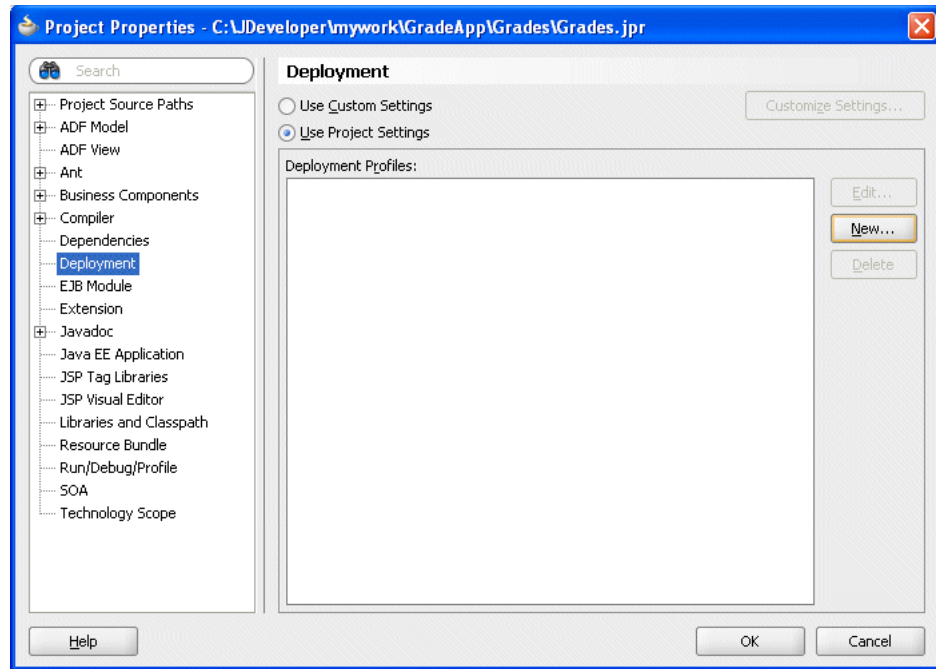 Project Properties - C:\JDeveloper\mywork\GradeApp\Grades\Grades.jpr
Search
Project Source Paths
ADF Model
ADF View
Ant
Business Components
Compiler
Dependencies
Deployment
EJB Module
Extension
Javadoc
Java EE Application
JSP Tag Libraries
JSP Visual Editor
Libraries and Classpath
Resource Bundle
Run/Debug/Profile
SOA
Technology Scope
Deployment
Use Custom Settings
Customize Settings...
Use Project Settings
Deployment Profiles:
Edit...
New...
Delete
Help
OK
Cancel